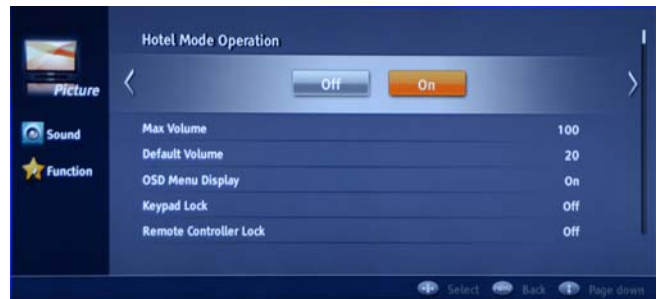 Hotel Mode Operation
Off On
Picture
Sound
Function
Max Volume 100
Default Volume 20
OSD Menu Display On
Keypad Lock Off
Remote Controller Lock Off
Select Back Page down